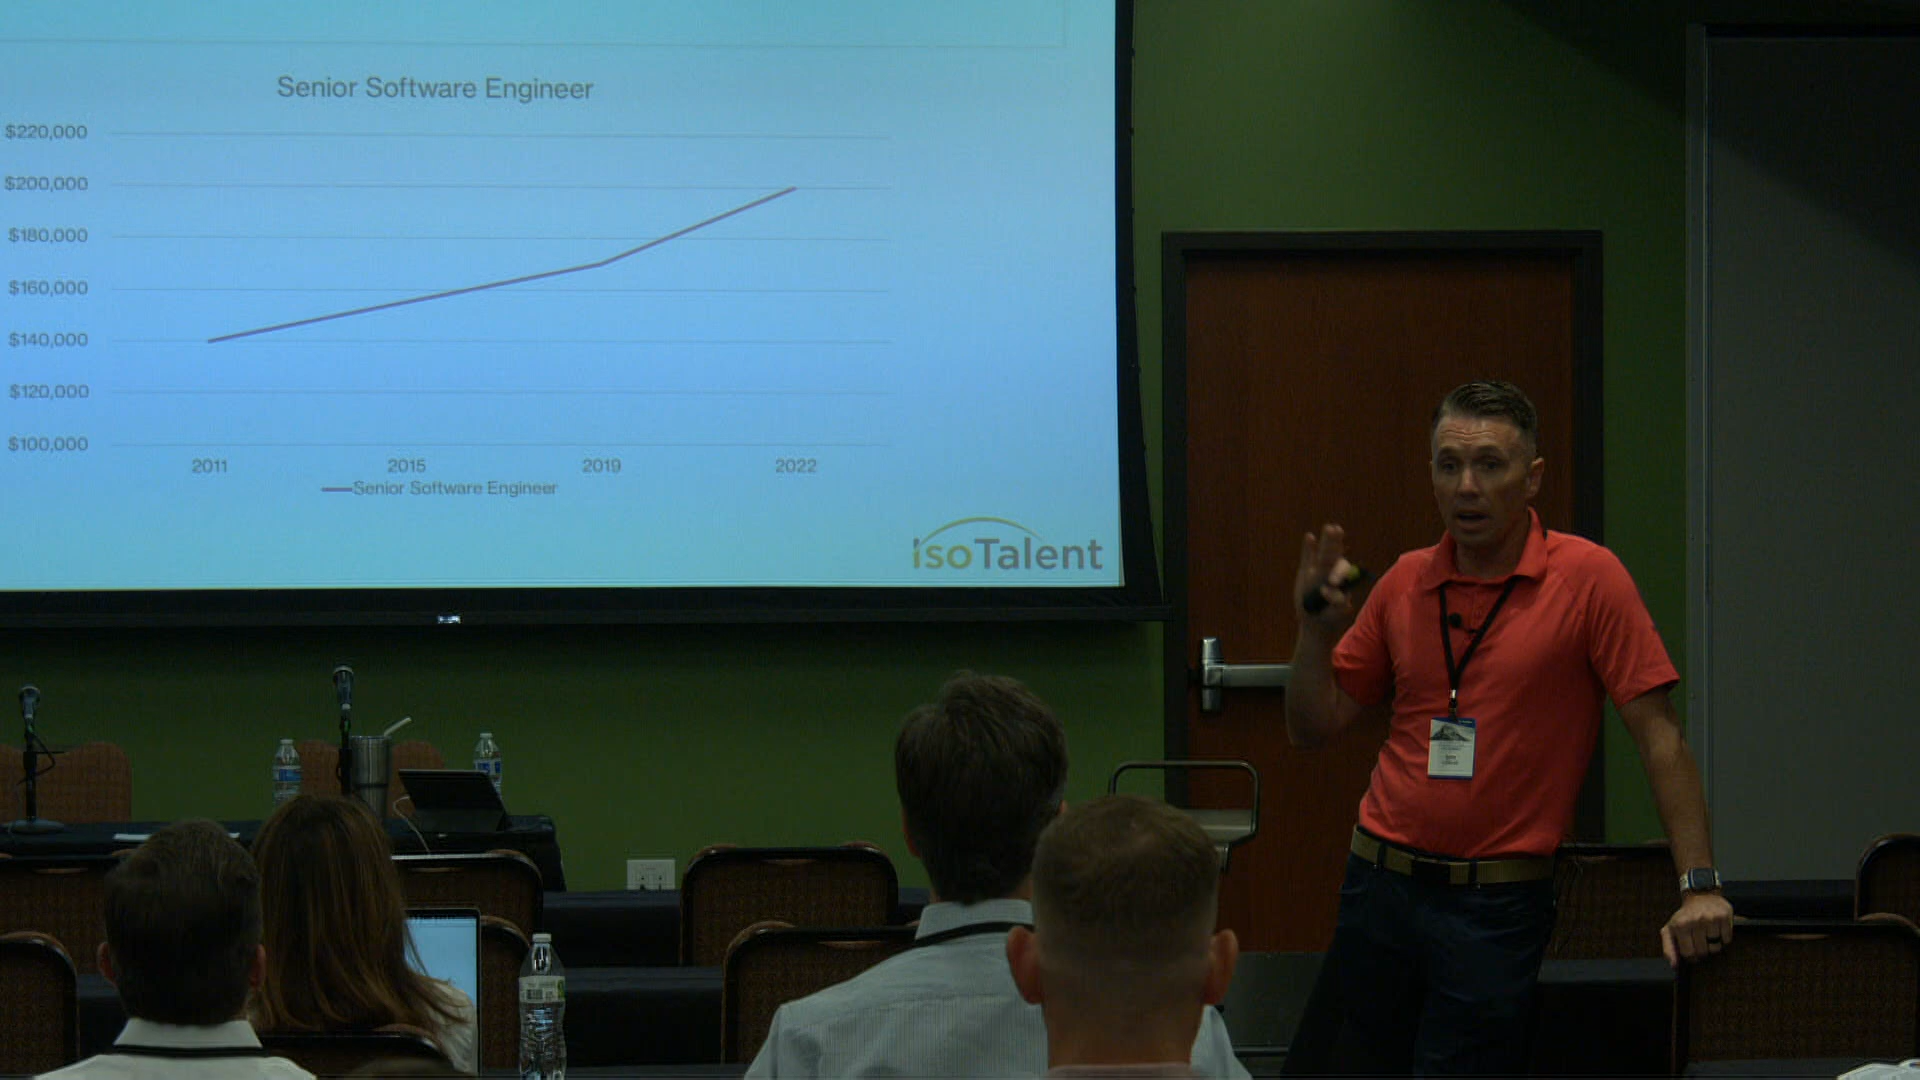 Senior Software Engineer
$220,000
$200,000
$180,000
$160,000
$140,000
$120,000
$100,000
2011 2015 2019 2022
Senior Software Engineer
isoTalent